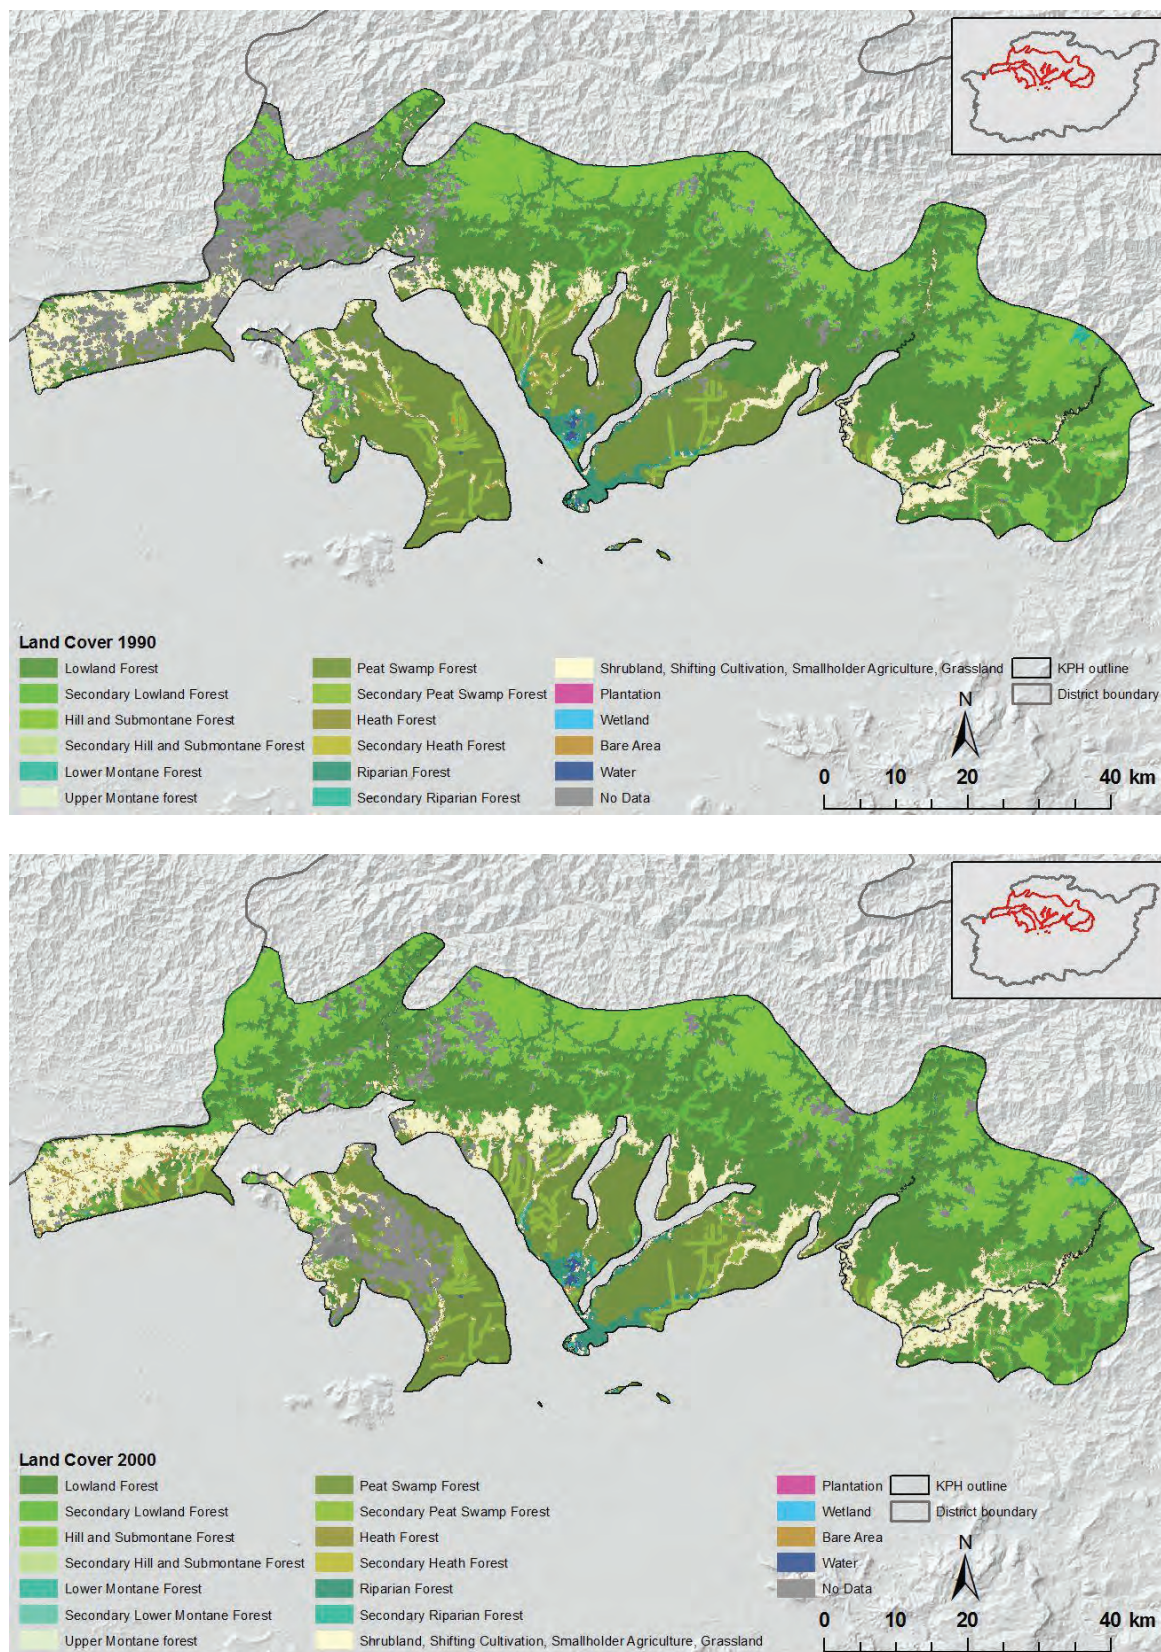 Land Cover 1990
Lowland Forest
Secondary Lowland Forest
Hill and Submontane Forest
Secondary Hill and Submontane Forest
Lower Montane Forest
Upper Montane forest
Peat Swamp Forest
Secondary Peat Swamp Forest
Heath Forest
Secondary Heath Forest
Riparian Forest
Secondary Riparian Forest
Shrubland, Shifting Cultivation, Smallholder Agriculture, Grassland
Plantation
Wetland
Bare Area
Water
No Data
KPH outline
District boundary
N
0 10 20 40 km
Land Cover 2000
Lowland Forest
Secondary Lowland Forest
Hill and Submontane Forest
Secondary Hill and Submontane Forest
Lower Montane Forest
Secondary Lower Montane Forest
Upper Montane forest
Peat Swamp Forest
Secondary Peat Swamp Forest
Heath Forest
Secondary Heath Forest
Riparian Forest
Secondary Riparian Forest
Shrubland, Shifting Cultivation, Smallholder Agriculture, Grassland
Plantation
Wetland
Bare Area
Water
No Data
KPH outline
District boundary
N
0 10 20 40 km